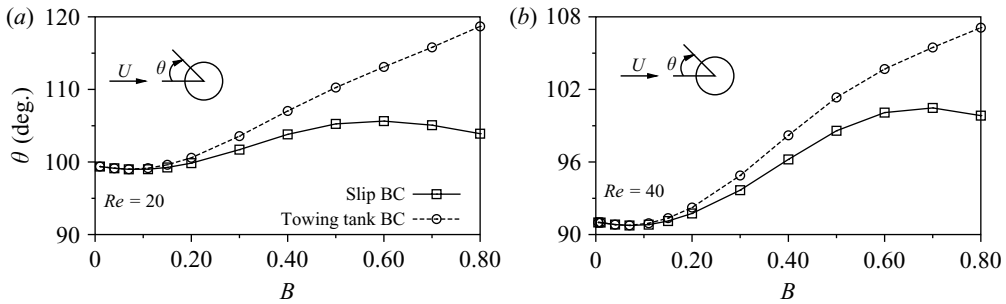 (a)
120
110
100
90
θ (deg.)
U
θ
Re = 20
Slip BC
Towing tank BC
0
0.20
0.40
0.60
0.80
B
(b)
108
102
96
90
U
θ
Re = 40
0
0.20
0.40
0.60
0.80
B